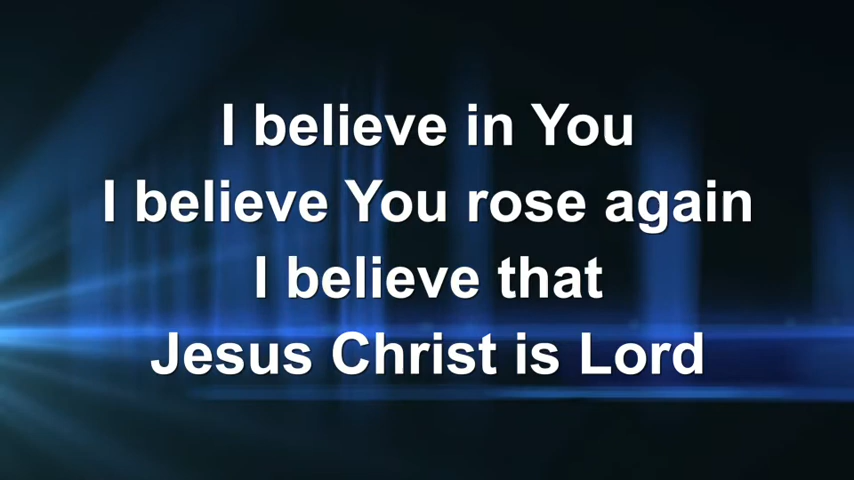 I believe in You
I believe You rose again
I believe that
Jesus Christ is Lord